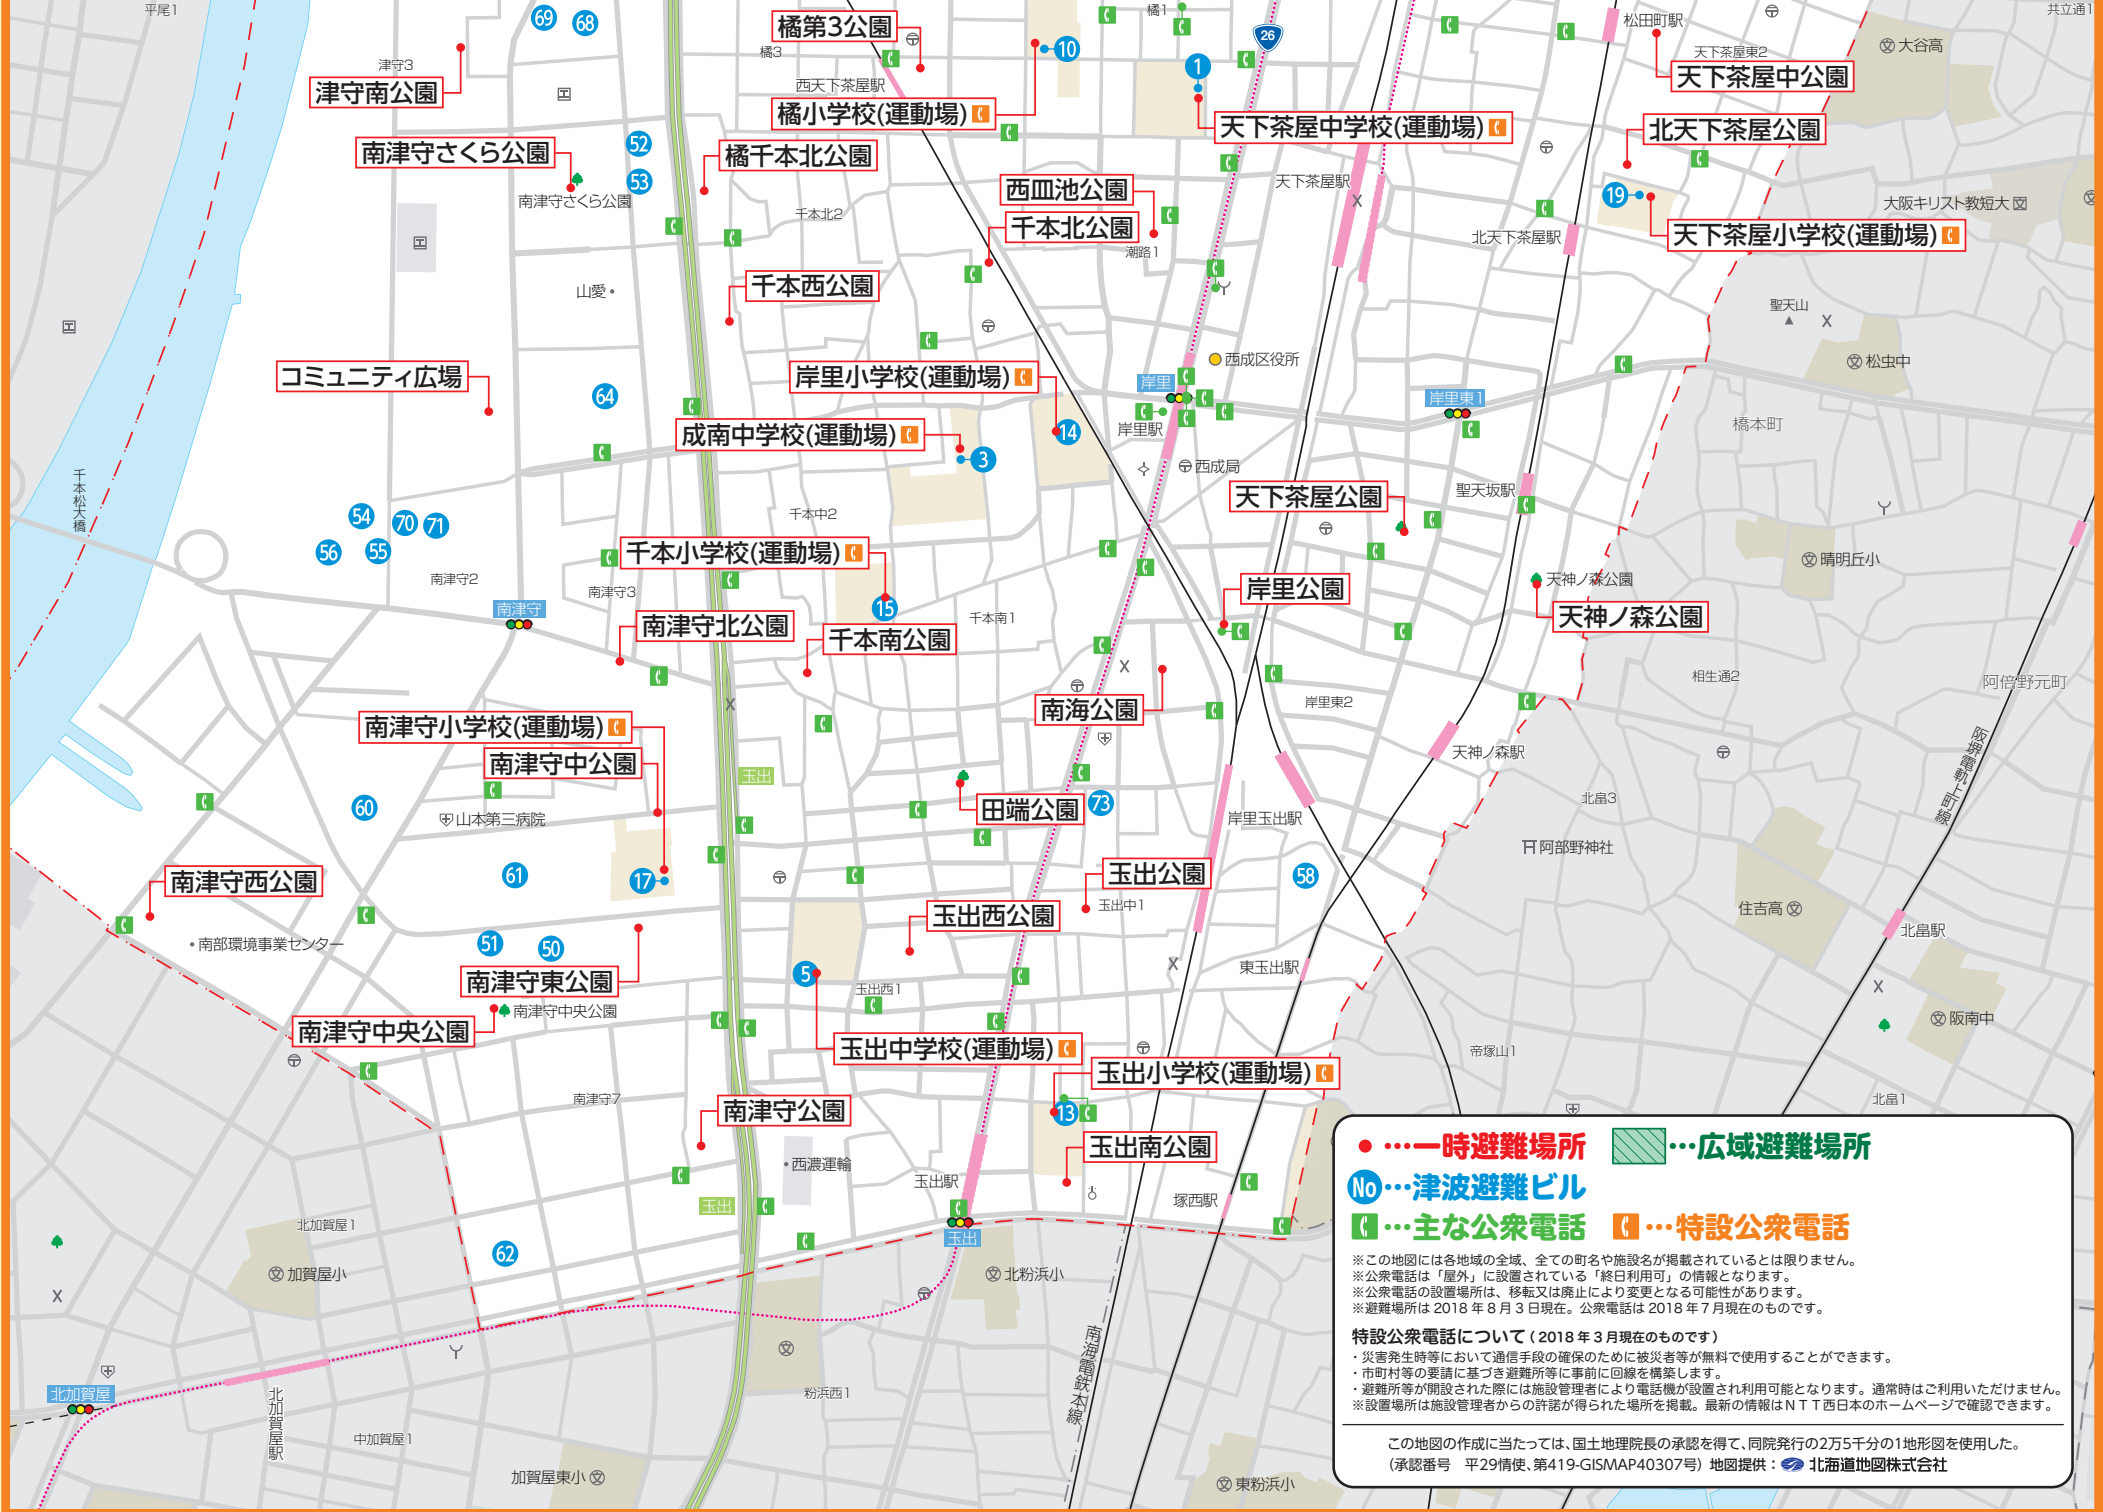 平尾1
69
68
津守3
津守南公園
橘第3公園
橘3
西天下茶屋駅
橘小学校(運動場)
10
橘1
26
1
天下茶屋中学校(運動場)
松田町駅
天下茶屋東2
天下茶屋中公園
大谷高
共立通1
北天下茶屋公園
南津守さくら公園
52
53
南津守さくら公園
橘千本北公園
千本北2
西皿池公園
千本北公園
潮路1
天下茶屋駅
19
天下茶屋小学校(運動場)
北天下茶屋駅
大阪キリスト教短大
山愛
千本西公園
聖天山
コミュニティ広場
64
岸里小学校(運動場)
成南中学校(運動場)
3
14
岸里
西成区役所
岸里駅
岸里東1
松虫中
橋本町
西成局
千本松大橋
54
70
71
56
55
南津守2
千本中2
天下茶屋公園
聖天坂駅
千本小学校(運動場)
15
南津守3
南津守
千本南1
岸里公園
天神ノ森公園
天神ノ森公園
晴明丘小
南津守北公園
千本南公園
相生通2
阿倍野元町
南海公園
岸里東2
南津守小学校(運動場)
南津守中公園
玉出
天神ノ森駅
阪堺電軌上町線
60
山本第三病院
田端公園
73
岸里玉出駅
北畠3
阿部野神社
61
17
南津守西公園
玉出公園
玉出中1
58
玉出西公園
住吉高
北畠駅
南部環境事業センター
51
50
南津守東公園
5
玉出西1
東玉出駅
南津守中央公園
南津守中央公園
玉出中学校(運動場)
玉出小学校(運動場)
13
帝塚山1
阪南中
北畠1
南津守7
南津守公園
玉出南公園
西濃運輸
玉出
玉出駅
塚西駅
玉出
北加賀屋1
62
加賀屋小
北粉浜小
南海電鉄本線
粉浜西1
北加賀屋
北加賀屋駅
中加賀屋1
加賀屋東小
東粉浜小
…一時避難場所 …広域避難場所
No…津波避難ビル
…主な公衆電話 …特設公衆電話
※この地図には各地域の全域、全ての町名や施設名が掲載されているとは限りません。
※公衆電話は「屋外」に設置されている「終日利用可」の情報となります。
※公衆電話の設置場所は、移転又は廃止により変更となる可能性があります。
※避難場所は2018年8月3日現在。公衆電話は2018年7月現在のものです。
特設公衆電話について(2018年3月現在のものです)
・災害発生時等において通信手段の確保のために被災者等が無料で使用することができます。
・市町村等の要請に基づき避難所等に事前に回線を構築します。
・避難所等が開設された際には施設管理者により電話機が設置され利用可能となります。通常時はご利用いただけません。
※設置場所は施設管理者からの許諾が得られた場所を掲載。最新の情報はNTT西日本のホームページで確認できます。
この地図の作成に当たっては、国土地理院長の承認を得て、同院発行の2万5千分の1地形図を使用した。
(承認番号 平29情使、第419-GISMAP40307号) 地図提供：北海道地図株式会社